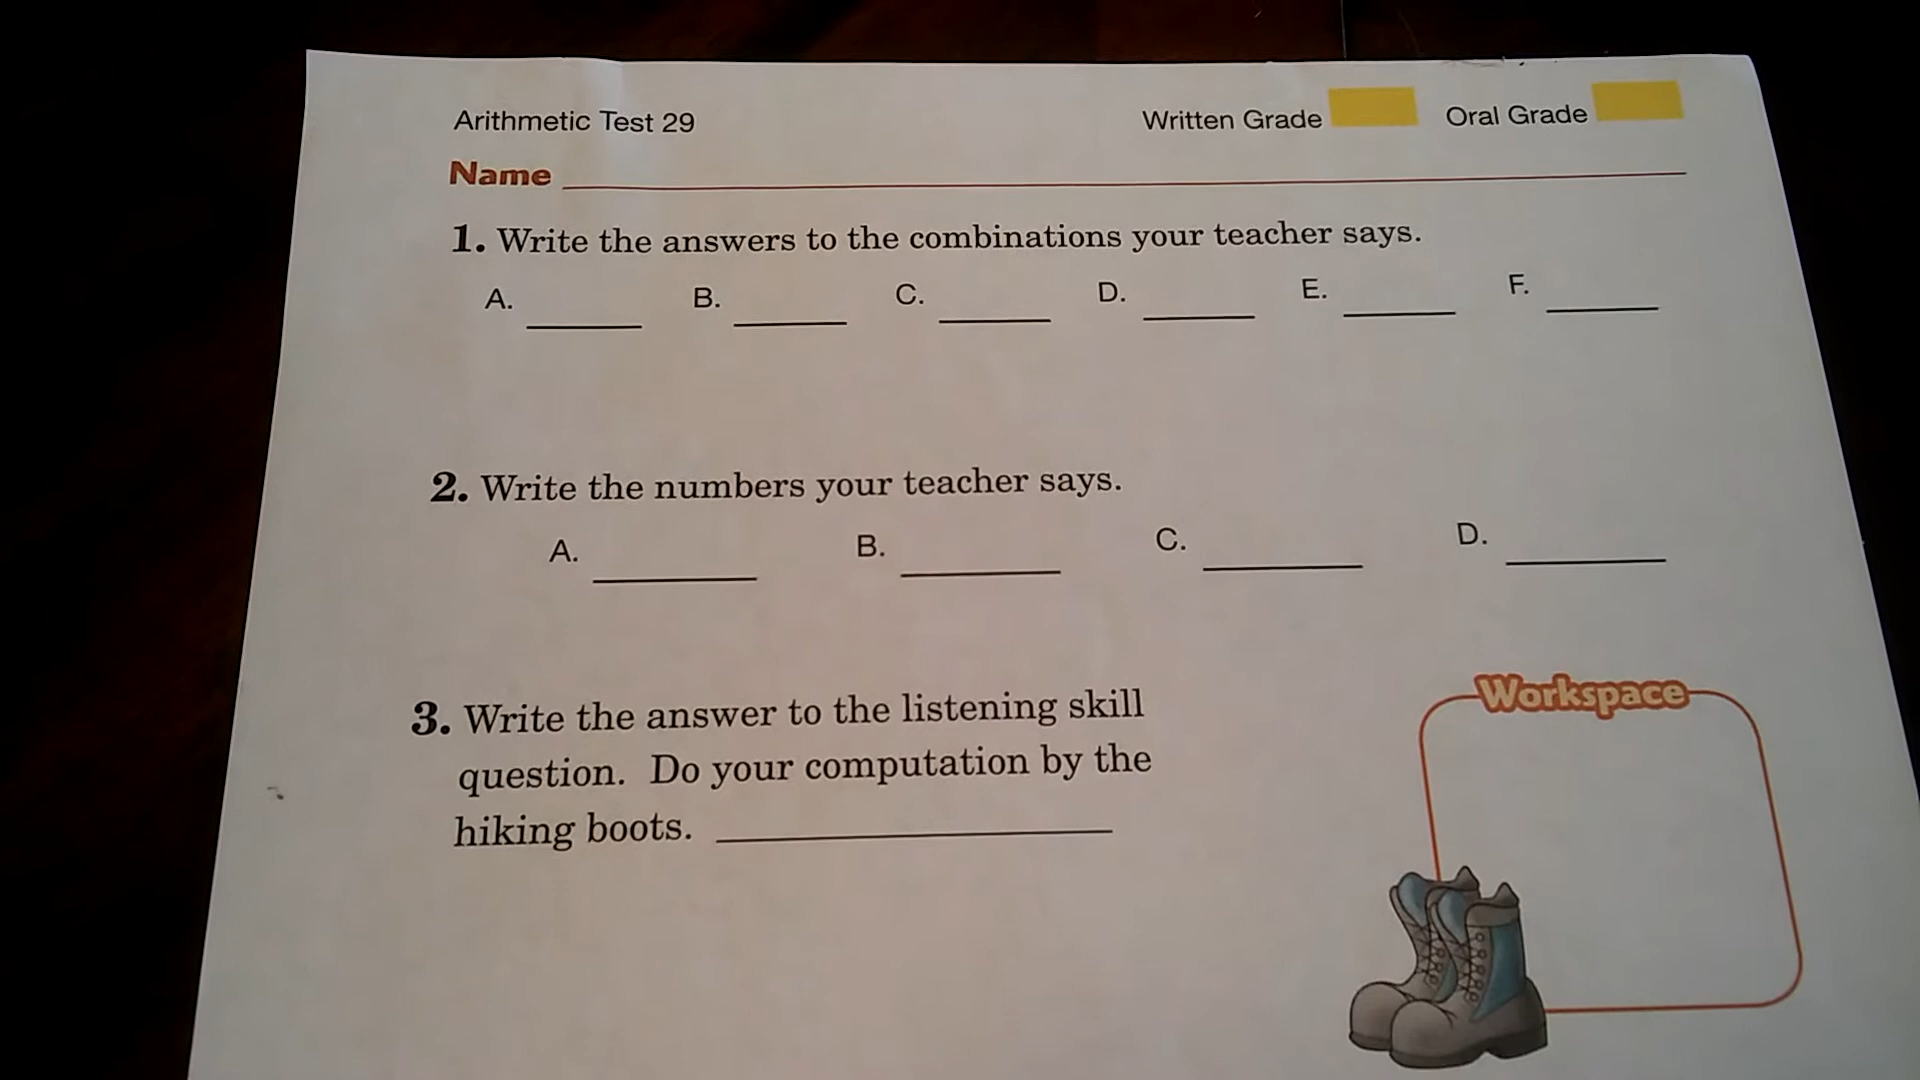 Arithmetic Test 29 Written Grade Oral Grade
Name
1. Write the answers to the combinations your teacher says.
A. B. C. D. E. F.
2. Write the numbers your teacher says.
A. B. C. D.
3. Write the answer to the listening skill
question. Do your computation by the
hiking boots.
Workspace